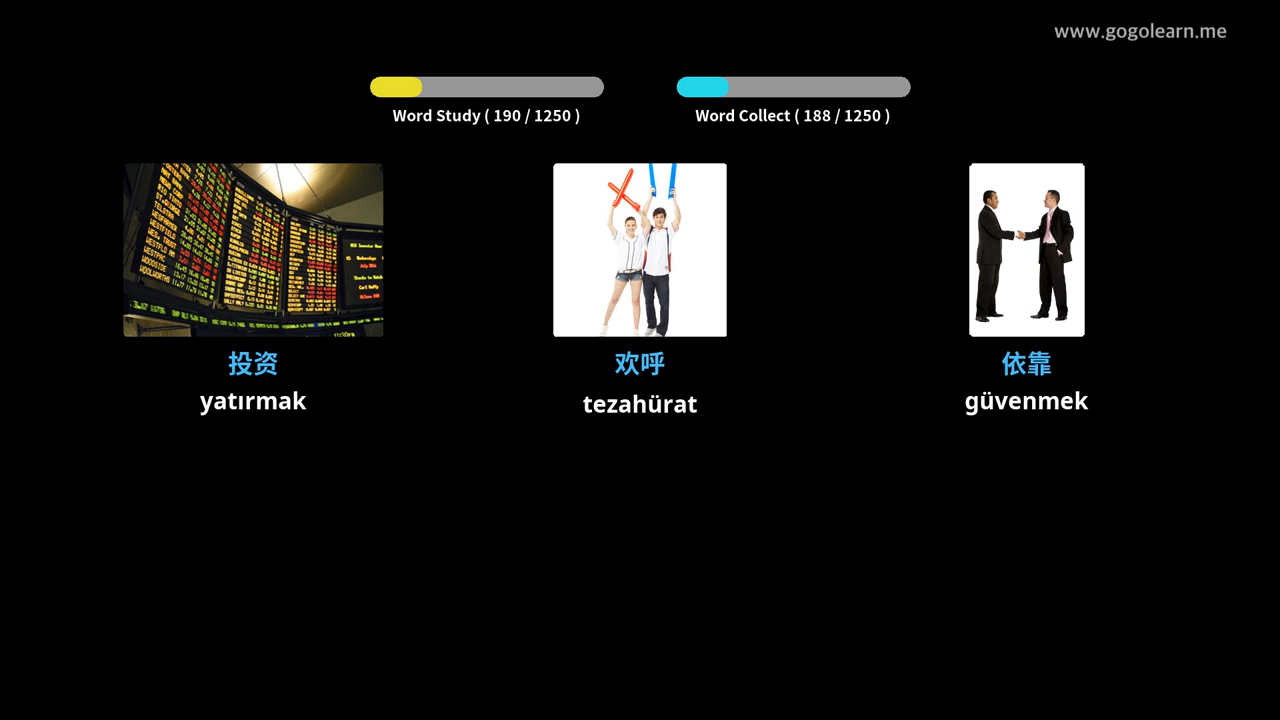 www.gogolearn.me
Word Study ( 190 / 1250 )
Word Collect ( 188 / 1250 )
投资
欢呼
依靠
yatırmak
tezahürat
güvenmek